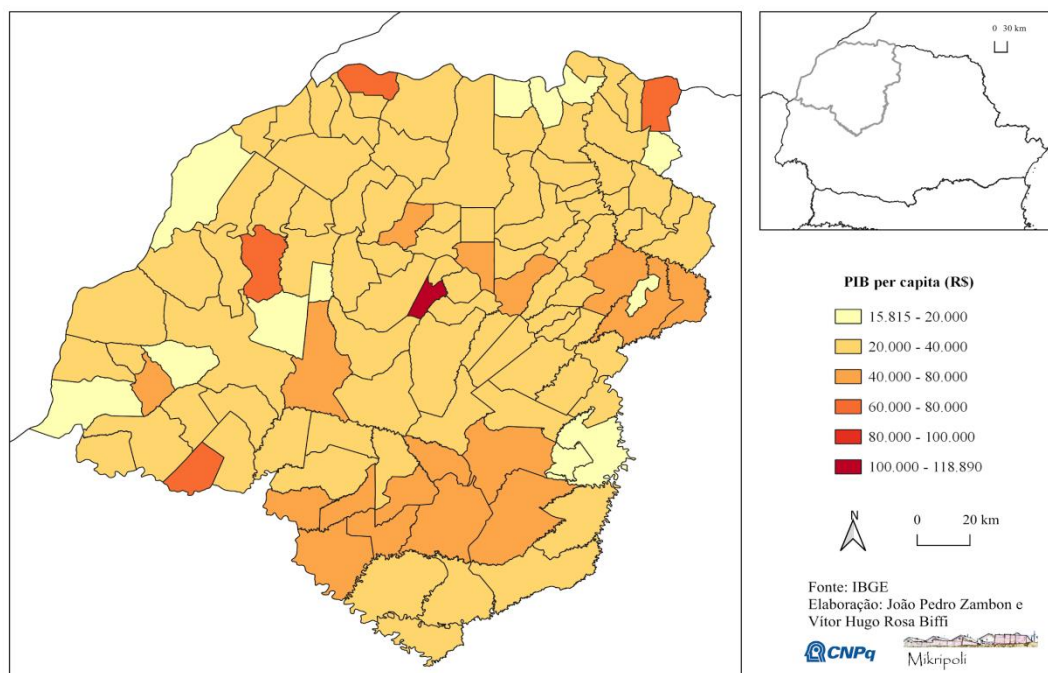 0 30 km
PIB per capita (R$)
15.815 - 20.000
20.000 - 40.000
40.000 - 80.000
60.000 - 80.000
80.000 - 100.000
100.000 - 118.890
N
0 20 km
Fonte: IBGE
Elaboração: João Pedro Zambon e
Vítor Hugo Rosa Biffi
CNPq
Mikripoli